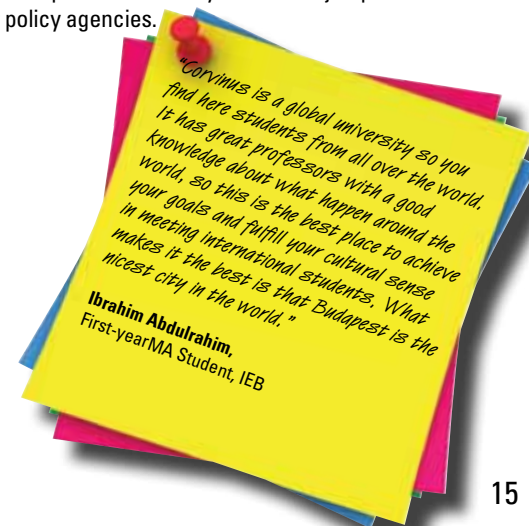 policy agencies.
"Corvinus is a global university so you
find here students from all over the world.
It has great professors with a good
knowledge about what happen around the
world, so this is the best place to achieve
your goals and fulfill your cultural sense
in meeting international students. What
makes it the best is that Budapest is the
nicest city in the world."
Ibrahim Abdulrahim,
First-yearMA Student, IEB
15